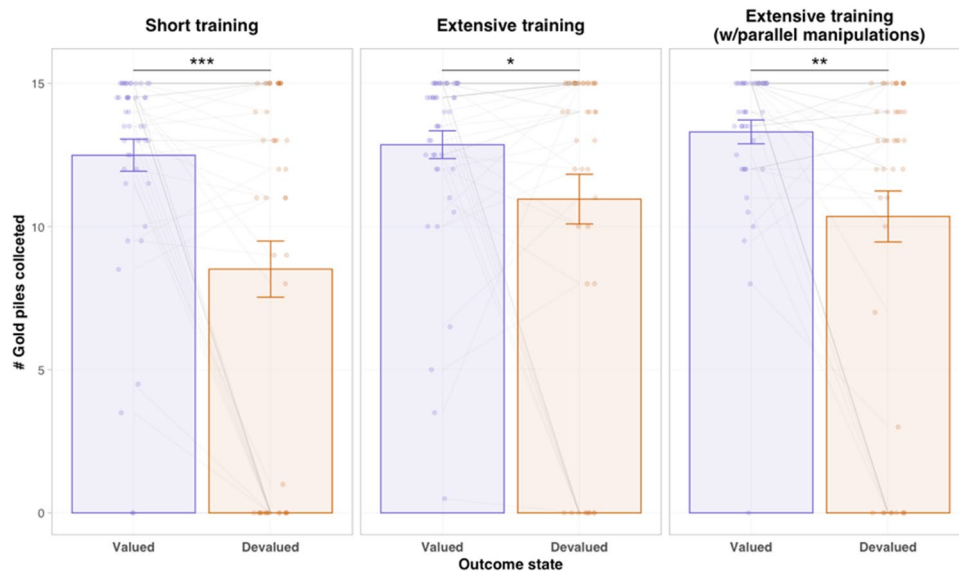 Short training
Extensive training
Extensive training
(w/parallel manipulations)
***
*
**
15
10
5
0
# Gold piles collceted
Valued
Devalued
Valued
Devalued
Valued
Devalued
Outcome state